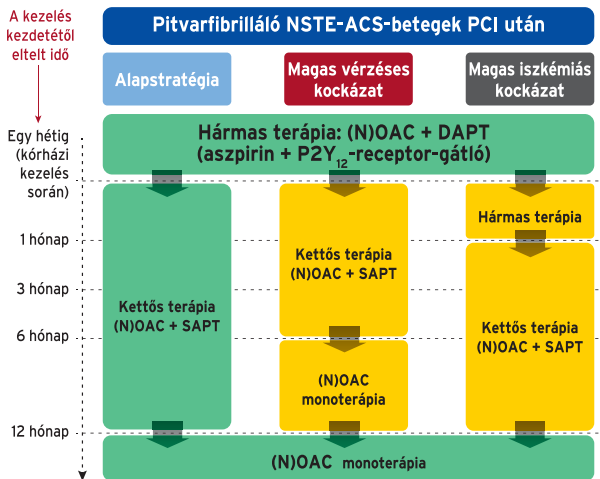 A kezelés
kezdetétől
eltelt idő
Pitvarfibrilláló NSTE-ACS-betegek PCI után
Alapstratégia
Magas vérzéses
kockázat
Magas iszkémiás
kockázat
Egy hétig
(kórházi
kezelés
során)
Hármas terápia: (N)OAC + DAPT
(aszpirin + P2Y₁₂-receptor-gátló)
Hármas terápia
1 hónap
Kettős terápia
(N)OAC + SAPT
3 hónap
Kettős terápia
(N)OAC + SAPT
Kettős terápia
(N)OAC + SAPT
6 hónap
(N)OAC
monoterápia
12 hónap
(N)OAC monoterápia